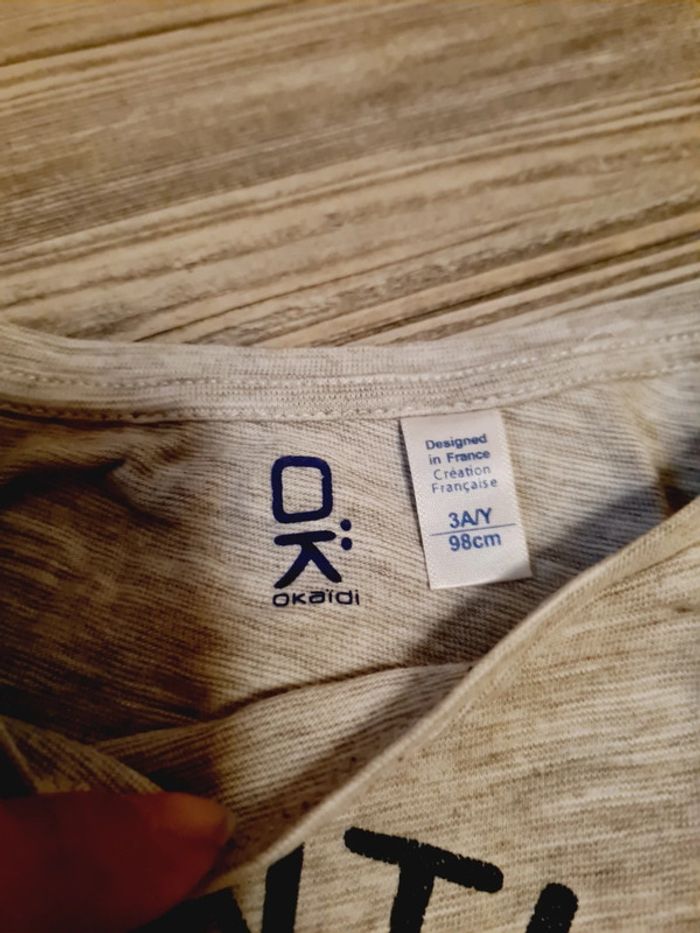 OK
okaïdi
Designed
in France
Création
Française
3A/Y
98cm